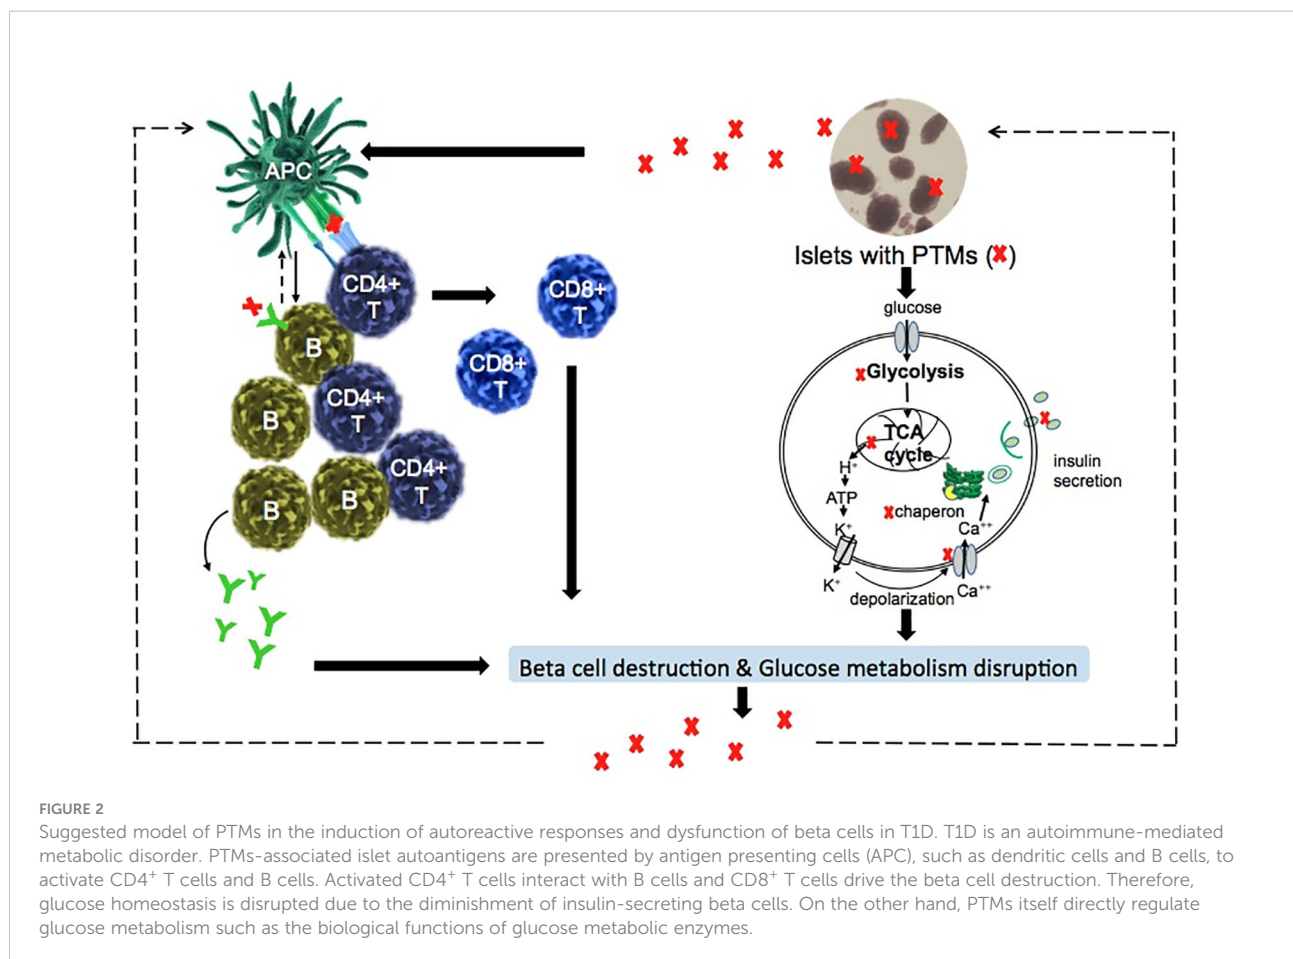 APC
CD4+
T
CD8+
T
CD8+
T
B
CD4+
T
B
CD4+
T
B
B
Islets with PTMs ( )
glucose
Glycolysis
TCA
cycle
H⁺
ATP
K⁺
K⁺
chaperon
Ca⁺⁺
Ca⁺⁺
depolarization
insulin
secretion
Beta cell destruction & Glucose metabolism disruption
FIGURE 2
Suggested model of PTMs in the induction of autoreactive responses and dysfunction of beta cells in T1D. T1D is an autoimmune-mediated
metabolic disorder. PTMs-associated islet autoantigens are presented by antigen presenting cells (APC), such as dendritic cells and B cells, to
activate CD4⁺ T cells and B cells. Activated CD4⁺ T cells interact with B cells and CD8⁺ T cells drive the beta cell destruction. Therefore,
glucose homeostasis is disrupted due to the diminishment of insulin-secreting beta cells. On the other hand, PTMs itself directly regulate
glucose metabolism such as the biological functions of glucose metabolic enzymes.